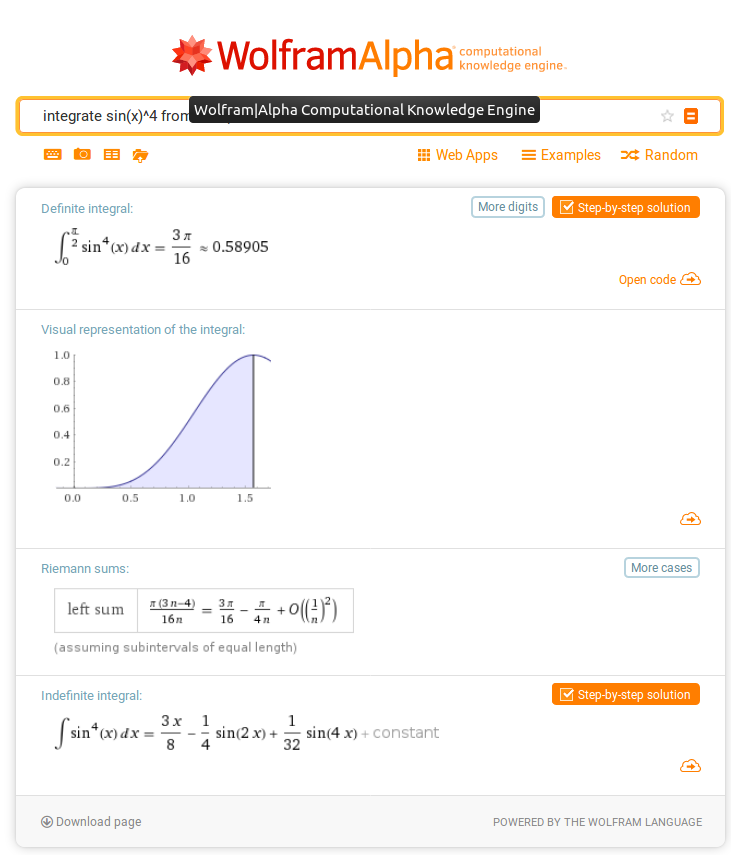 WolframAlpha computational knowledge engine.
integrate sin(x)^4 from
Wolfram|Alpha Computational Knowledge Engine
Web Apps Examples Random
Definite integral:
More digits Step-by-step solution
∫₀^(π/2) sin⁴(x) dx = 3π/16 ≈ 0.58905
Open code
Visual representation of the integral:
1.0
0.8
0.6
0.4
0.2
0.0 0.5 1.0 1.5
Riemann sums:
More cases
left sum π(3n−4)/16n = 3π/16 − π/4n + O((1/n)²)
(assuming subintervals of equal length)
Indefinite integral:
Step-by-step solution
∫ sin⁴(x) dx = 3x/8 − 1/4 sin(2x) + 1/32 sin(4x) + constant
Download page
POWERED BY THE WOLFRAM LANGUAGE